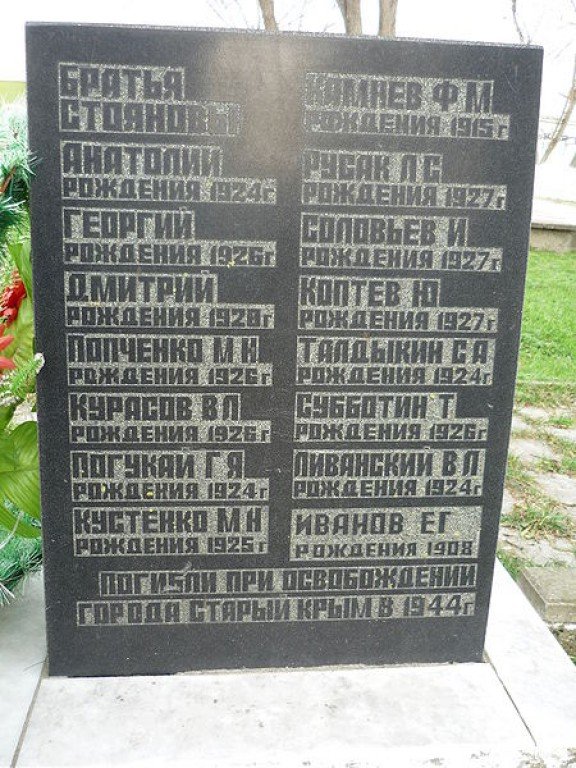 БРАТЬЯ
СТОЯНОВЫ
АНАТОЛИЙ
РОЖДЕНИЯ 1924г
ГЕОРГИЙ
РОЖДЕНИЯ 1926г
ДМИТРИЙ
РОЖДЕНИЯ 1928г
ПОПЧЕНКО М Н
РОЖДЕНИЯ 1926г
КУРАСОВ В Л
РОЖДЕНИЯ 1926г
ПОГУКАЙ Г Я
РОЖДЕНИЯ 1924г
КУСТЕНКО М Н
РОЖДЕНИЯ 1925г
КАМНЕВ Ф М
РОЖДЕНИЯ 1915г
РУСАК Л С
РОЖДЕНИЯ 1927г
СОЛОВЬЕВ И
РОЖДЕНИЯ 1927г
КОПТЕВ Ю
РОЖДЕНИЯ 1927г
ТАЛДЫКИН С А
РОЖДЕНИЯ 1924г
СУББОТИН Т
РОЖДЕНИЯ 1926г
ЛИВАНСКИЙ В Л
РОЖДЕНИЯ 1924г
ИВАНОВ Е Г
РОЖДЕНИЯ 1908
ПОГИБЛИ ПРИ ОСВОБОЖДЕНИИ
ГОРОДА СТАРЫЙ КРЫМ В 1944г